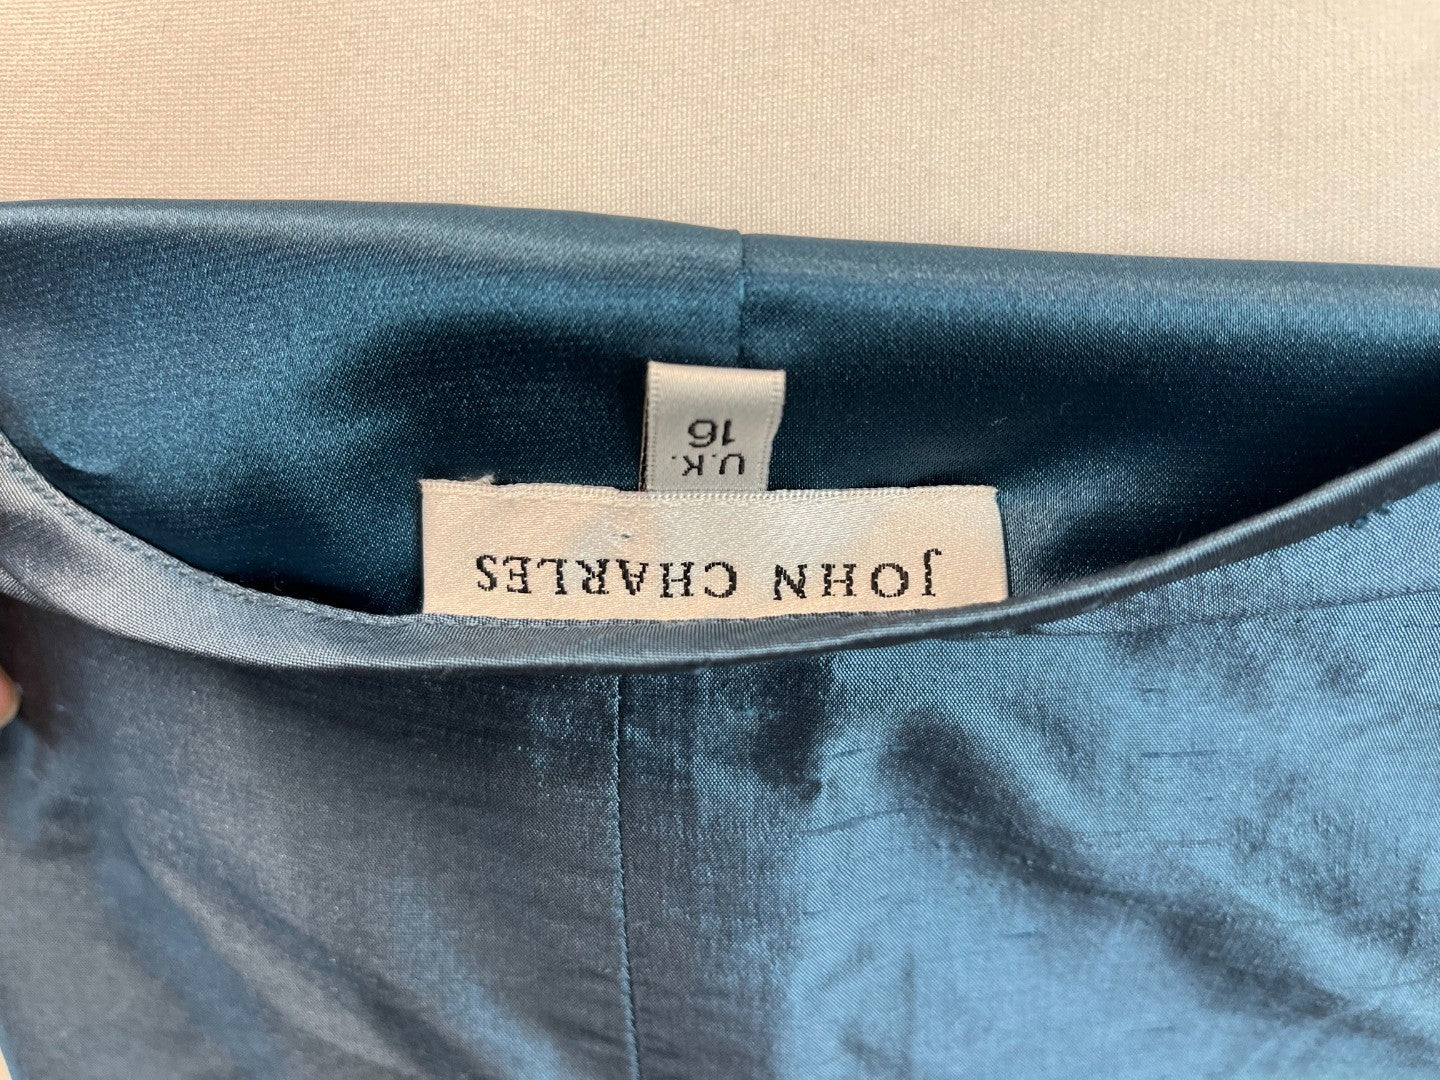 JOHN CHARLES
U.K.
16